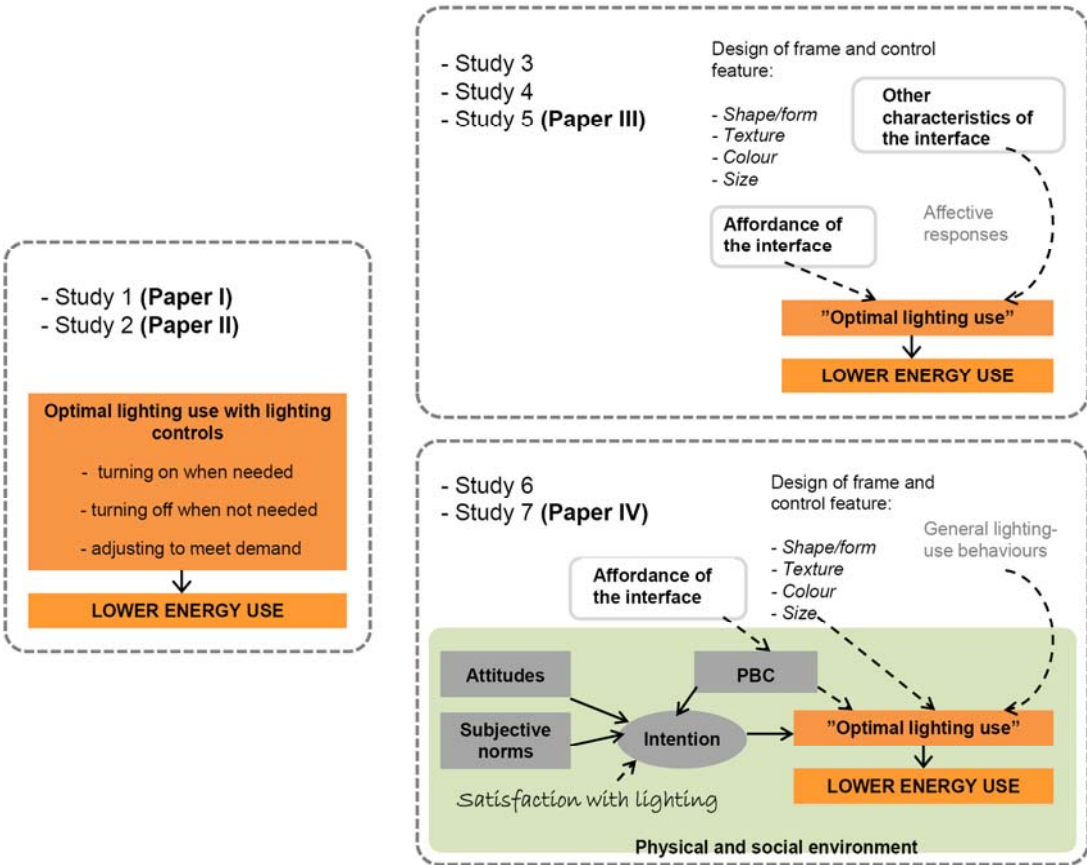 - Study 1 (Paper I)
- Study 2 (Paper II)
Optimal lighting use with lighting
controls
- turning on when needed
- turning off when not needed
- adjusting to meet demand
LOWER ENERGY USE
- Study 3
- Study 4
- Study 5 (Paper III)
Design of frame and control
feature:
- Shape/form
- Texture
- Colour
- Size
Other
characteristics of
the interface
Affordance of
the interface
Affective
responses
”Optimal lighting use”
LOWER ENERGY USE
- Study 6
- Study 7 (Paper IV)
Design of frame and
control feature:
- Shape/form
- Texture
- Colour
- Size
General lighting-
use behaviours
Affordance of
the interface
Attitudes
PBC
Subjective
norms
Intention
”Optimal lighting use”
Satisfaction with lighting
LOWER ENERGY USE
Physical and social environment